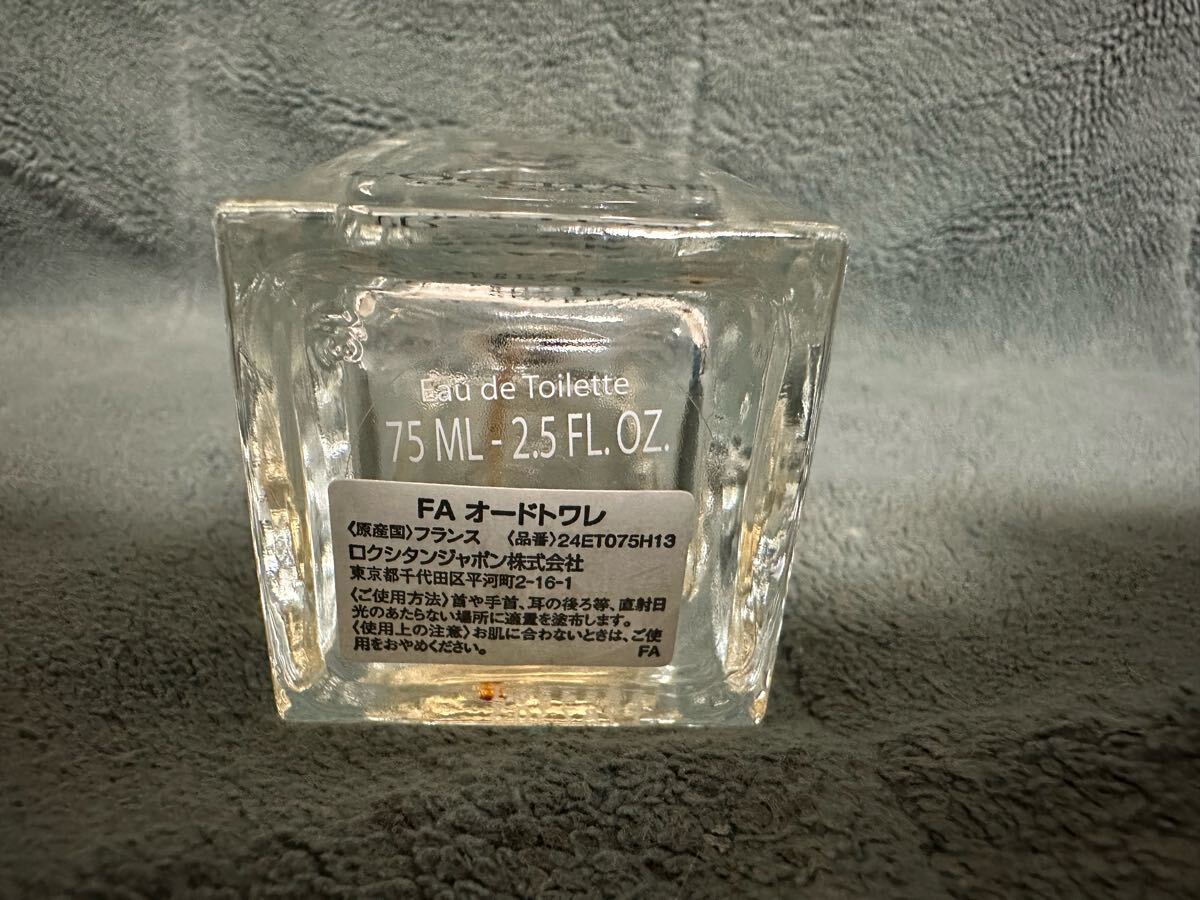 Eau de Toilette
75 ML - 2.5 FL. OZ.
FA オードトワレ
〈原産国〉フランス 〈品番〉24ET075H13
ロクシタンジャポン株式会社
東京都千代田区平河町2-16-1
〈ご使用方法〉首や手首、耳の後ろ等、直射日
光のあたらない場所に適量を塗布します。
〈使用上の注意〉お肌に合わないときは、ご使
用をおやめください。 FA